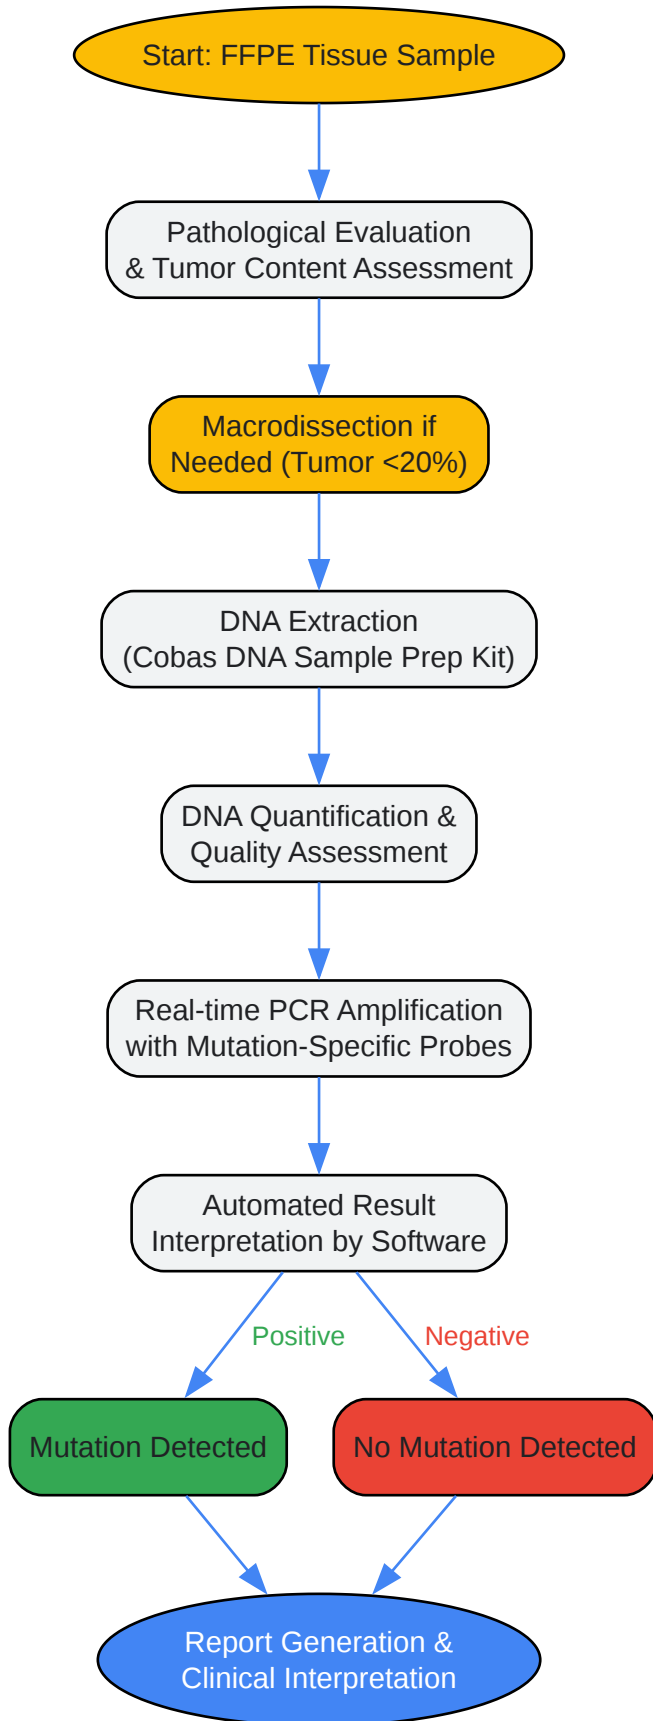 Start: FFPE Tissue Sample
Pathological Evaluation
& Tumor Content Assessment
Macrodissection if
Needed (Tumor <20%)
DNA Extraction
(Cobas DNA Sample Prep Kit)
DNA Quantification &
Quality Assessment
Real-time PCR Amplification
with Mutation-Specific Probes
Automated Result
Interpretation by Software
Positive
Negative
Mutation Detected
No Mutation Detected
Report Generation &
Clinical Interpretation